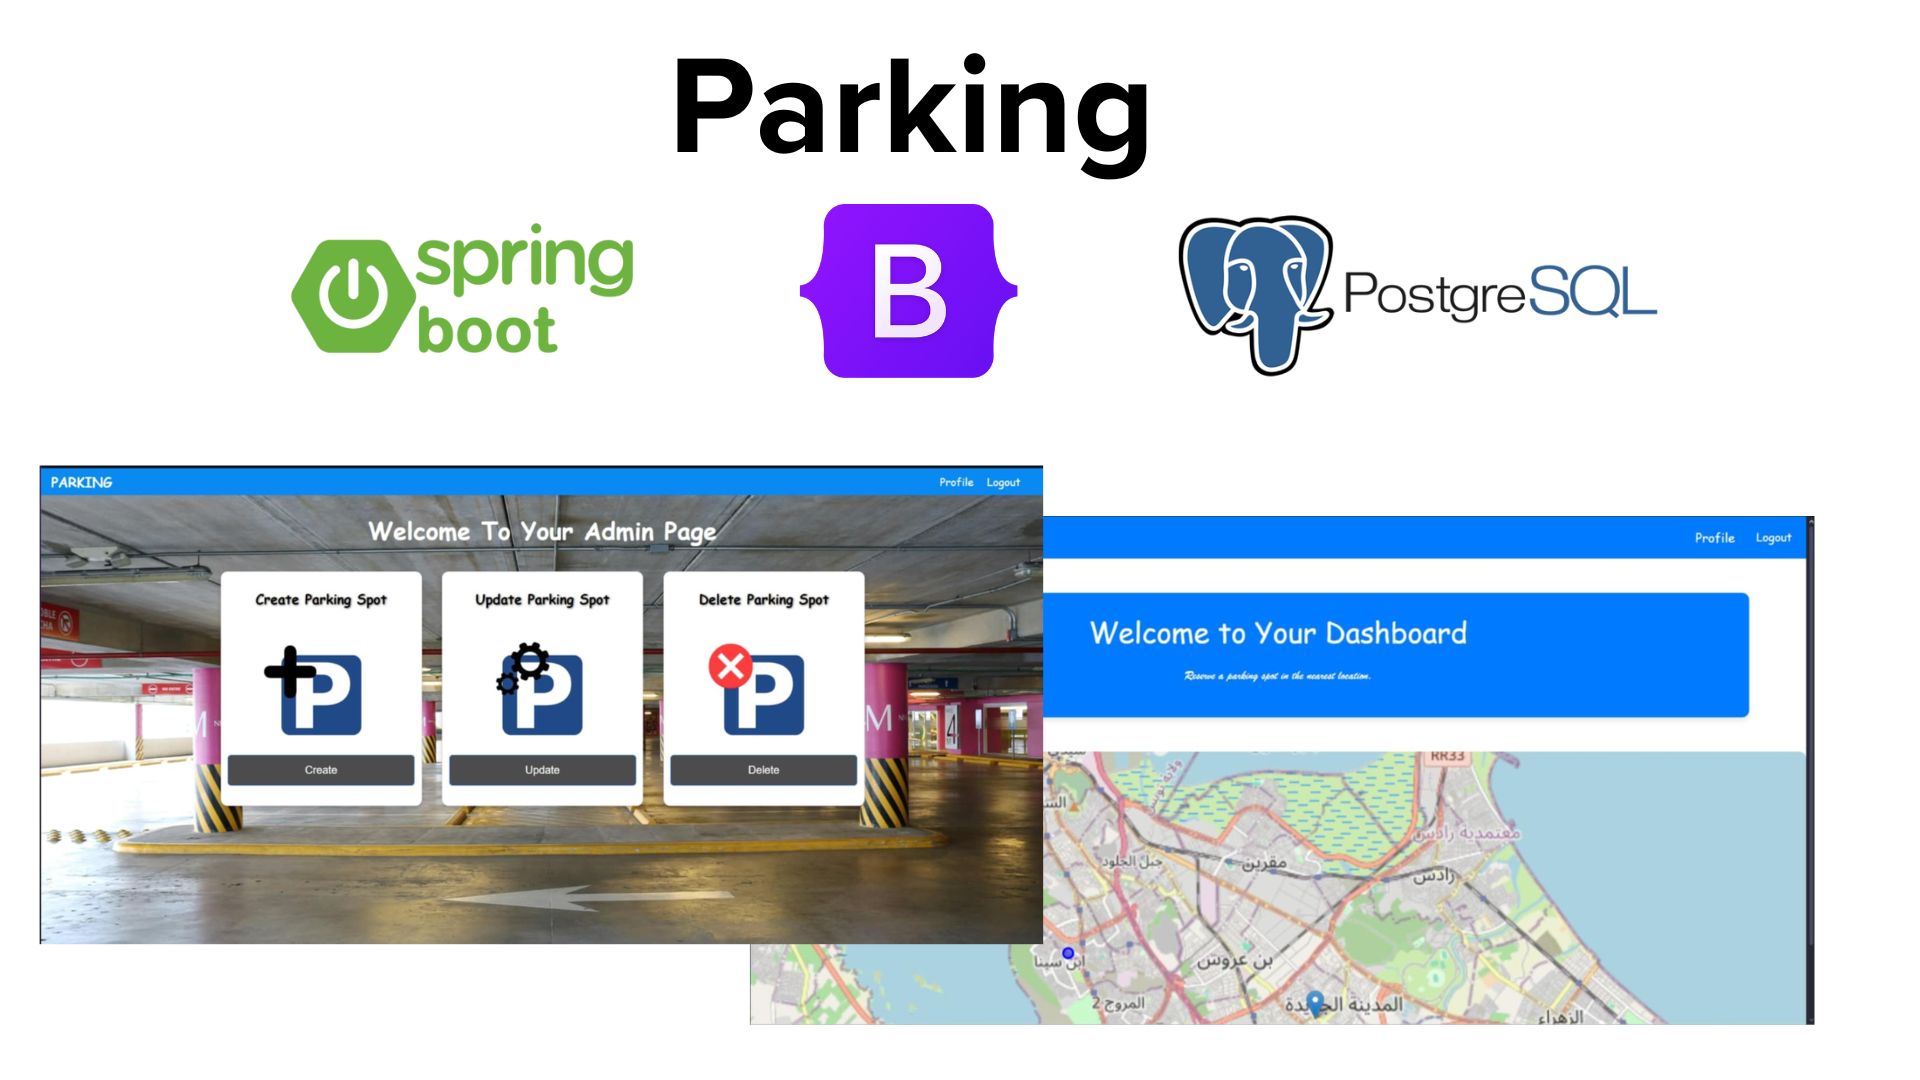 Parking
spring
boot
B
PostgreSQL
PARKING
Profile
Logout
Welcome To Your Admin Page
Create Parking Spot
Update Parking Spot
Delete Parking Spot
P
P
P
Create
Update
Delete
M
M
4
Profile
Logout
Welcome to Your Dashboard
Reserve a parking spot in the nearest location.
RR33
معتمدية رادس
جبل الجلود
مقرين
رادس
ابن سينا
بن عروس
المروج 2
المدينة الجديدة
الزهراء